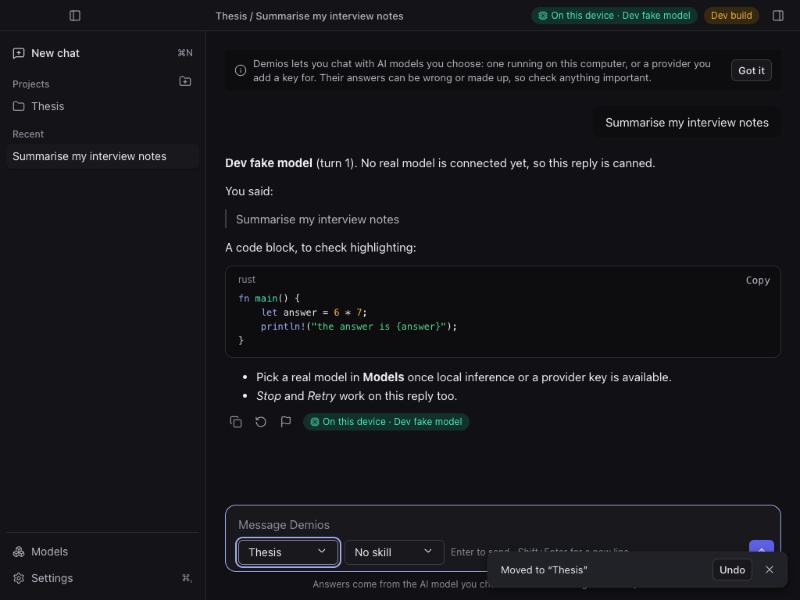 Thesis / Summarise my interview notes
On this device · Dev fake model
Dev build
New chat
⌘N
Projects
Thesis
Recent
Summarise my interview notes
Models
Settings
⌘,
Demios lets you chat with AI models you choose: one running on this computer, or a provider you
add a key for. Their answers can be wrong or made up, so check anything important.
Got it
Summarise my interview notes
Dev fake model (turn 1). No real model is connected yet, so this reply is canned.
You said:
Summarise my interview notes
A code block, to check highlighting:
rust
Copy
fn main() {
    let answer = 6 * 7;
    println!("the answer is {answer}");
}
• Pick a real model in Models once local inference or a provider key is available.
• Stop and Retry work on this reply too.
On this device · Dev fake model
Message Demios
Thesis
No skill
Enter to send
Moved to “Thesis”
Undo
Answers come from the AI model you